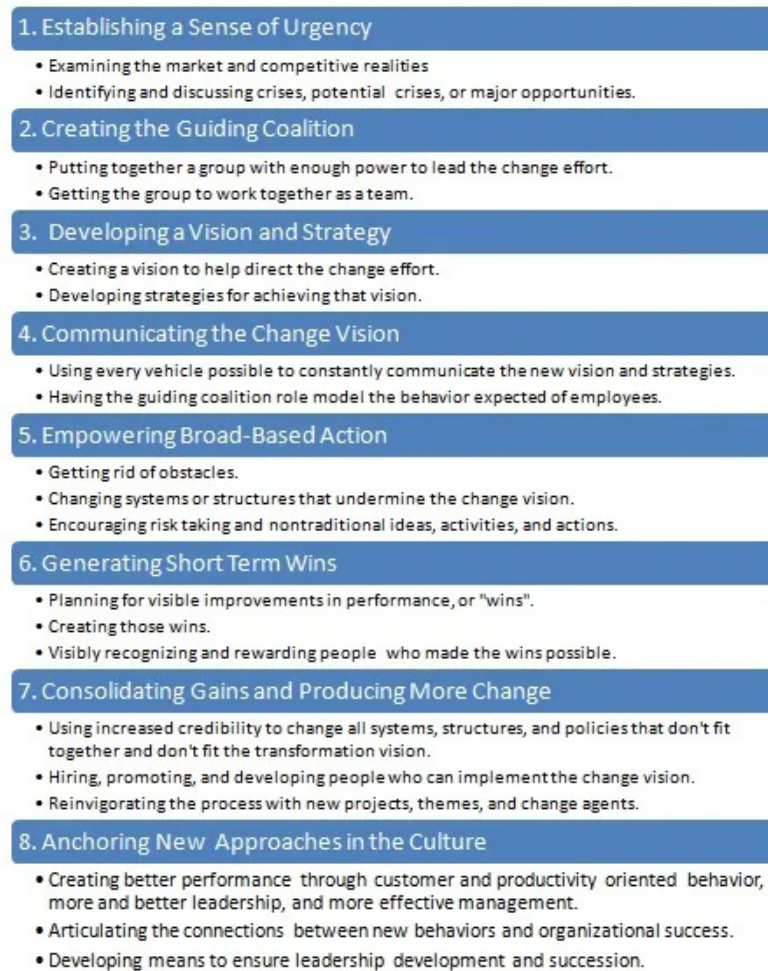 1. Establishing a Sense of Urgency
• Examining the market and competitive realities
• Identifying and discussing crises, potential crises, or major opportunities.
2. Creating the Guiding Coalition
• Putting together a group with enough power to lead the change effort.
• Getting the group to work together as a team.
3. Developing a Vision and Strategy
• Creating a vision to help direct the change effort.
• Developing strategies for achieving that vision.
4. Communicating the Change Vision
• Using every vehicle possible to constantly communicate the new vision and strategies.
• Having the guiding coalition role model the behavior expected of employees.
5. Empowering Broad-Based Action
• Getting rid of obstacles.
• Changing systems or structures that undermine the change vision.
• Encouraging risk taking and nontraditional ideas, activities, and actions.
6. Generating Short Term Wins
• Planning for visible improvements in performance, or "wins".
• Creating those wins.
• Visibly recognizing and rewarding people who made the wins possible.
7. Consolidating Gains and Producing More Change
• Using increased credibility to change all systems, structures, and policies that don't fit
together and don't fit the transformation vision.
• Hiring, promoting, and developing people who can implement the change vision.
• Reinvigorating the process with new projects, themes, and change agents.
8. Anchoring New Approaches in the Culture
• Creating better performance through customer and productivity oriented behavior,
more and better leadership, and more effective management.
• Articulating the connections between new behaviors and organizational success.
• Developing means to ensure leadership development and succession.